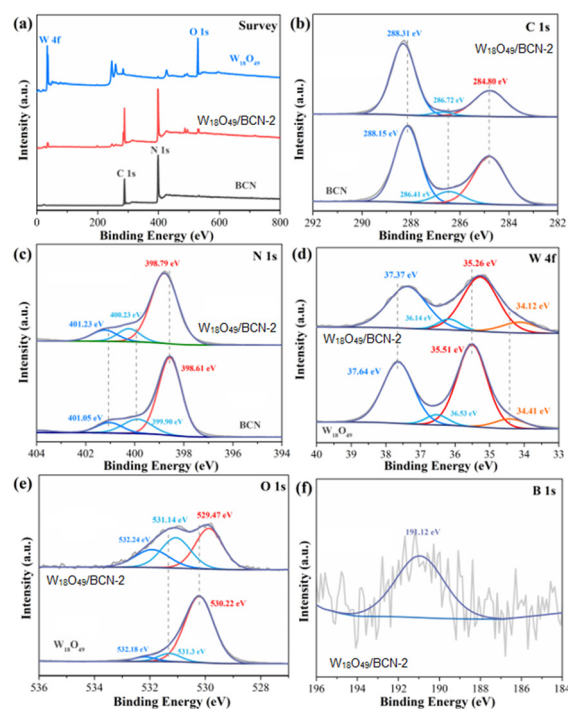 (a)
Survey
W 4f
O 1s
W₁₈O₄₉
W₁₈O₄₉/BCN-2
N 1s
C 1s
BCN
Intensity (a.u.)
0 200 400 600 800
Binding Energy (eV)
(b)
C 1s
288.31 eV
W₁₈O₄₉/BCN-2
286.72 eV
284.80 eV
288.15 eV
286.41 eV
BCN
Intensity (a.u.)
292 290 288 286 284 282
Binding Energy (eV)
(c)
N 1s
398.79 eV
400.23 eV
401.23 eV
W₁₈O₄₉/BCN-2
398.61 eV
401.05 eV
399.90 eV
BCN
Intensity (a.u.)
404 402 400 398 396 394
Binding Energy (eV)
(d)
W 4f
35.26 eV
37.37 eV
34.12 eV
36.14 eV
W₁₈O₄₉/BCN-2
35.51 eV
37.64 eV
34.41 eV
36.53 eV
W₁₈O₄₉
Intensity (a.u.)
40 39 38 37 36 35 34 33
Binding Energy (eV)
(e)
O 1s
529.47 eV
531.14 eV
532.24 eV
W₁₈O₄₉/BCN-2
530.22 eV
W₁₈O₄₉
532.18 eV
531.3 eV
Intensity (a.u.)
536 534 532 530 528
Binding Energy (eV)
(f)
B 1s
191.12 eV
W₁₈O₄₉/BCN-2
Intensity (a.u.)
196 194 192 190 188 186 184
Binding Energy (eV)